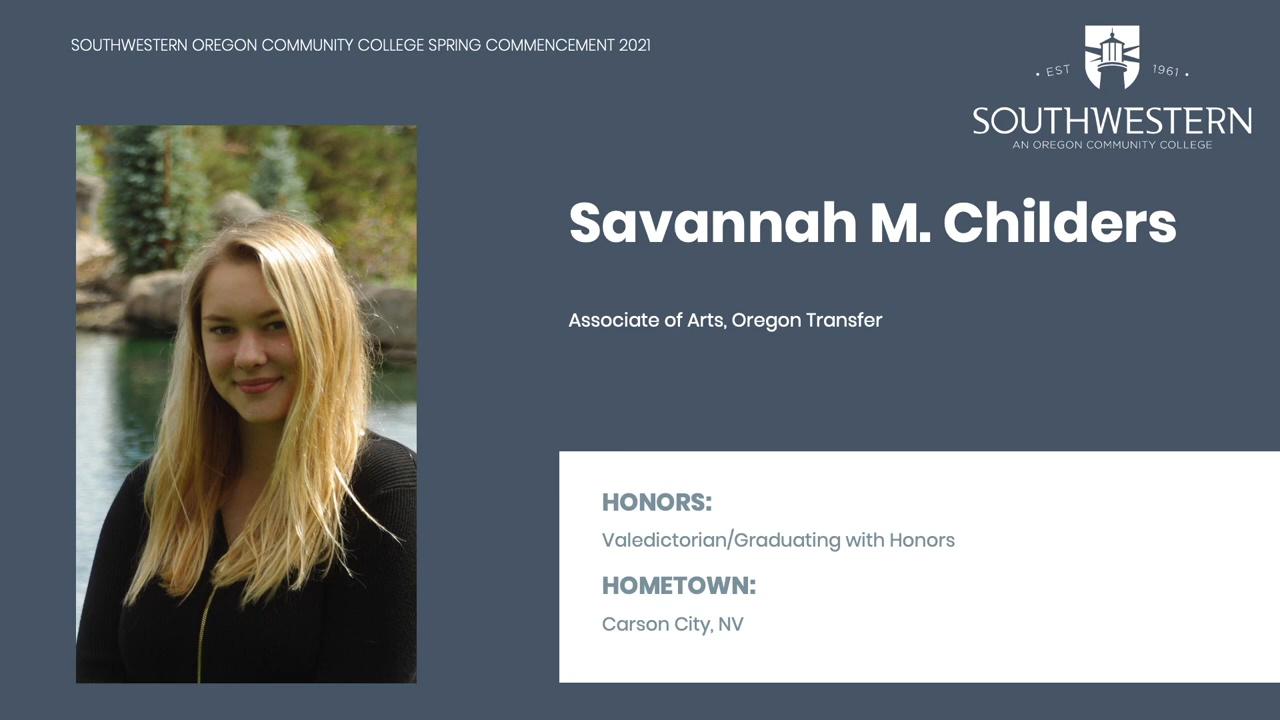 SOUTHWESTERN OREGON COMMUNITY COLLEGE SPRING COMMENCEMENT 2021
• EST 1961 •
SOUTHWESTERN
AN OREGON COMMUNITY COLLEGE
Savannah M. Childers
Associate of Arts, Oregon Transfer
HONORS:
Valedictorian/Graduating with Honors
HOMETOWN:
Carson City, NV